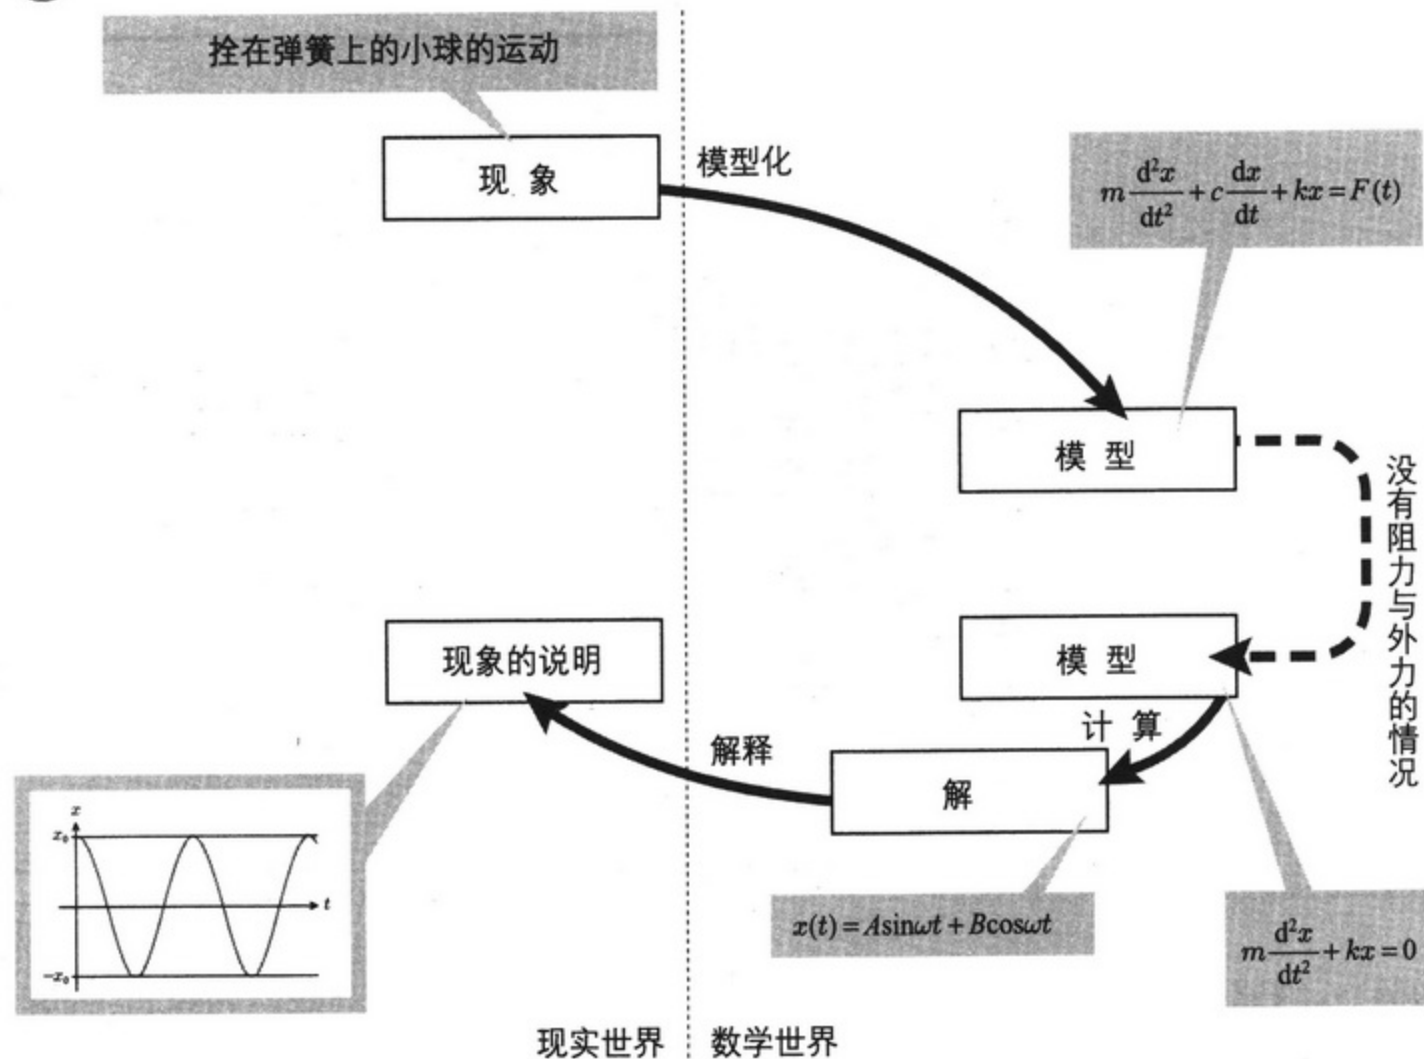 拴在弹簧上的小球的运动
现 象
模型化
m d²x/dt² + c dx/dt + kx = F(t)
模 型
没有阻力与外力的情况
模 型
计 算
解
解释
现象的说明
x
x₀
t
-x₀
x(t) = Asinωt + Bcosωt
m d²x/dt² + kx = 0
现实世界
数学世界